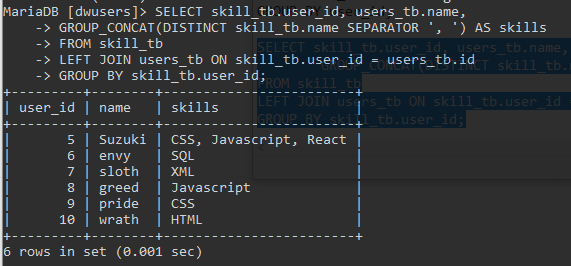 MariaDB [dwusers]> SELECT skill_tb.user_id, users_tb.name,
    -> GROUP_CONCAT(DISTINCT skill_tb.name SEPARATOR ', ') AS skills
    -> FROM skill_tb
    -> LEFT JOIN users_tb ON skill_tb.user_id = users_tb.id
    -> GROUP BY skill_tb.user_id;
+---------+--------+------------------------+
| user_id | name   | skills                 |
+---------+--------+------------------------+
|       5 | Suzuki | CSS, Javascript, React |
|       6 | envy   | SQL                    |
|       7 | sloth  | XML                    |
|       8 | greed  | Javascript             |
|       9 | pride  | CSS                    |
|      10 | wrath  | HTML                   |
+---------+--------+------------------------+
6 rows in set (0.001 sec)
SELECT skill_tb.user_id, users_tb.name,
_CONCAT(DISTINCT skill_tb.n
FROM skill_tb
LEFT JOIN users_tb ON skill_tb.user_id
GROUP BY skill_tb.user_id;